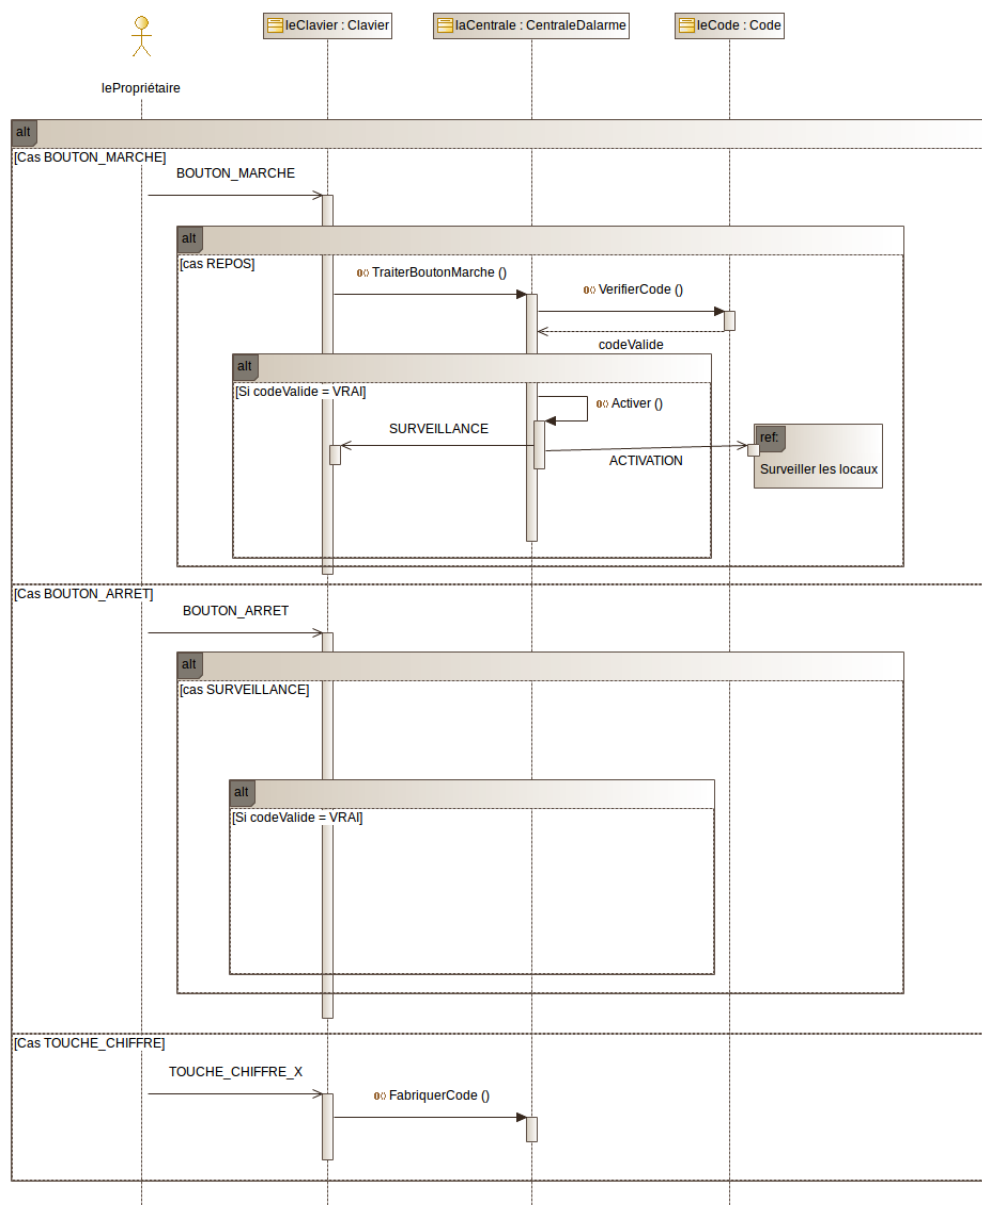 leClavier : Clavier
laCentrale : CentraleDalarme
leCode : Code
lePropriétaire
alt
[Cas BOUTON_MARCHE]
BOUTON_MARCHE
alt
[cas REPOS]
TraiterBoutonMarche ()
VerifierCode ()
codeValide
alt
[Si codeValide = VRAI]
Activer ()
SURVEILLANCE
ref:
ACTIVATION
Surveiller les locaux
[Cas BOUTON_ARRET]
BOUTON_ARRET
alt
[cas SURVEILLANCE]
alt
[Si codeValide = VRAI]
[Cas TOUCHE_CHIFFRE]
TOUCHE_CHIFFRE_X
FabriquerCode ()